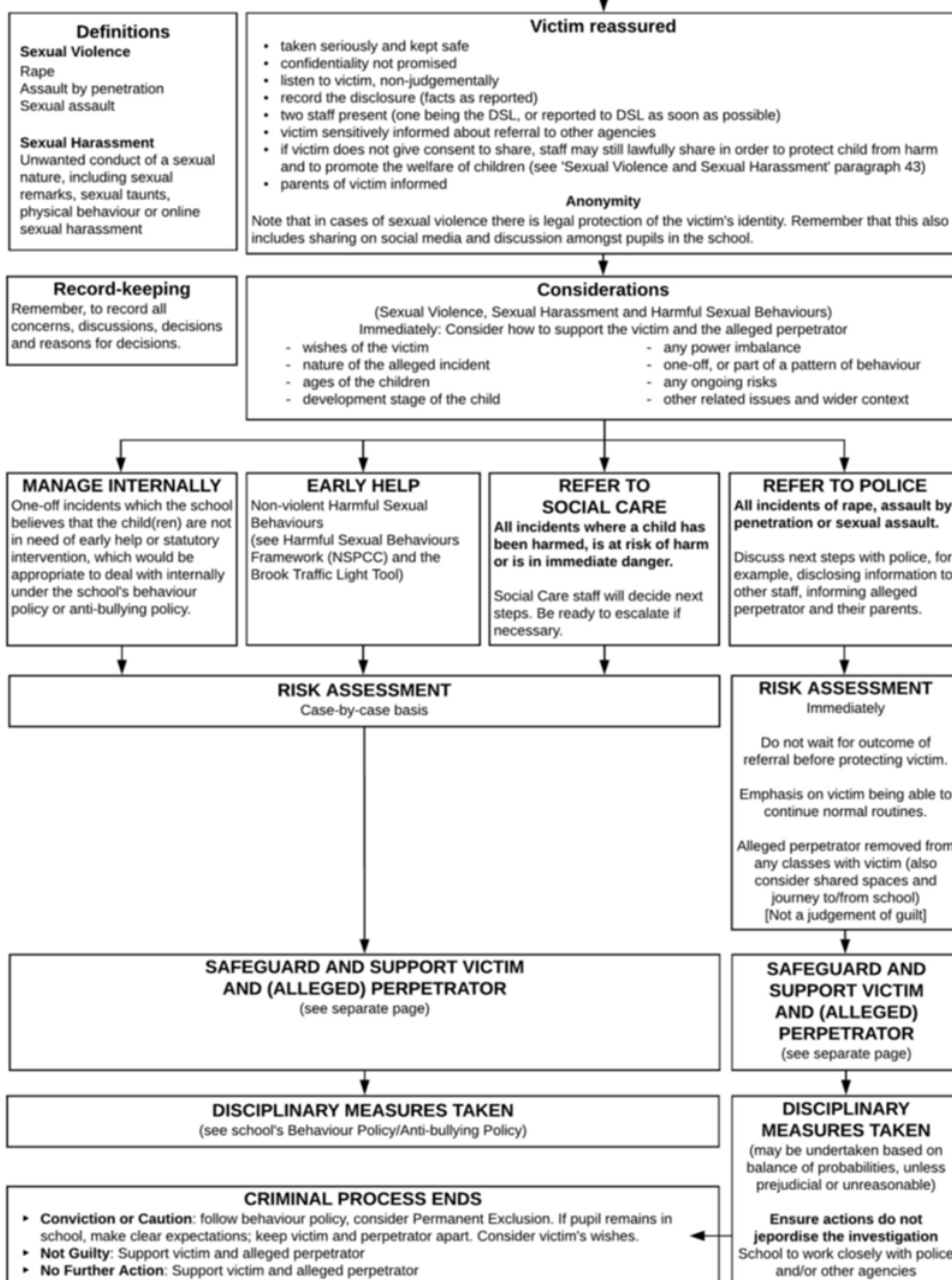 Definitions
Sexual Violence
Rape
Assault by penetration
Sexual assault
Sexual Harassment
Unwanted conduct of a sexual
nature, including sexual
remarks, sexual taunts,
physical behaviour or online
sexual harassment
Victim reassured
• taken seriously and kept safe
• confidentiality not promised
• listen to victim, non-judgementally
• record the disclosure (facts as reported)
• two staff present (one being the DSL, or reported to DSL as soon as possible)
• victim sensitively informed about referral to other agencies
• if victim does not give consent to share, staff may still lawfully share in order to protect child from harm
and to promote the welfare of children (see 'Sexual Violence and Sexual Harassment' paragraph 43)
• parents of victim informed
Anonymity
Note that in cases of sexual violence there is legal protection of the victim's identity. Remember that this also
includes sharing on social media and discussion amongst pupils in the school.
Record-keeping
Remember, to record all
concerns, discussions, decisions
and reasons for decisions.
Considerations
(Sexual Violence, Sexual Harassment and Harmful Sexual Behaviours)
Immediately: Consider how to support the victim and the alleged perpetrator
- wishes of the victim
- nature of the alleged incident
- ages of the children
- development stage of the child
- any power imbalance
- one-off, or part of a pattern of behaviour
- any ongoing risks
- other related issues and wider context
MANAGE INTERNALLY
One-off incidents which the school
believes that the child(ren) are not
in need of early help or statutory
intervention, which would be
appropriate to deal with internally
under the school's behaviour
policy or anti-bullying policy.
EARLY HELP
Non-violent Harmful Sexual
Behaviours
(see Harmful Sexual Behaviours
Framework (NSPCC) and the
Brook Traffic Light Tool)
REFER TO
SOCIAL CARE
All incidents where a child has
been harmed, is at risk of harm
or is in immediate danger.
Social Care staff will decide next
steps. Be ready to escalate if
necessary.
REFER TO POLICE
All incidents of rape, assault by
penetration or sexual assault.
Discuss next steps with police, for
example, disclosing information to
other staff, informing alleged
perpetrator and their parents.
RISK ASSESSMENT
Case-by-case basis
RISK ASSESSMENT
Immediately
Do not wait for outcome of
referral before protecting victim.
Emphasis on victim being able to
continue normal routines.
Alleged perpetrator removed from
any classes with victim (also
consider shared spaces and
journey to/from school)
[Not a judgement of guilt]
SAFEGUARD AND SUPPORT VICTIM
AND (ALLEGED) PERPETRATOR
(see separate page)
SAFEGUARD AND
SUPPORT VICTIM
AND (ALLEGED)
PERPETRATOR
(see separate page)
DISCIPLINARY MEASURES TAKEN
(see school's Behaviour Policy/Anti-bullying Policy)
DISCIPLINARY
MEASURES TAKEN
(may be undertaken based on
balance of probabilities, unless
prejudicial or unreasonable)
Ensure actions do not
jepordise the investigation
School to work closely with police
and/or other agencies
CRIMINAL PROCESS ENDS
▸ Conviction or Caution: follow behaviour policy, consider Permanent Exclusion. If pupil remains in
school, make clear expectations; keep victim and perpetrator apart. Consider victim's wishes.
▸ Not Guilty: Support victim and alleged perpetrator
▸ No Further Action: Support victim and alleged perpetrator